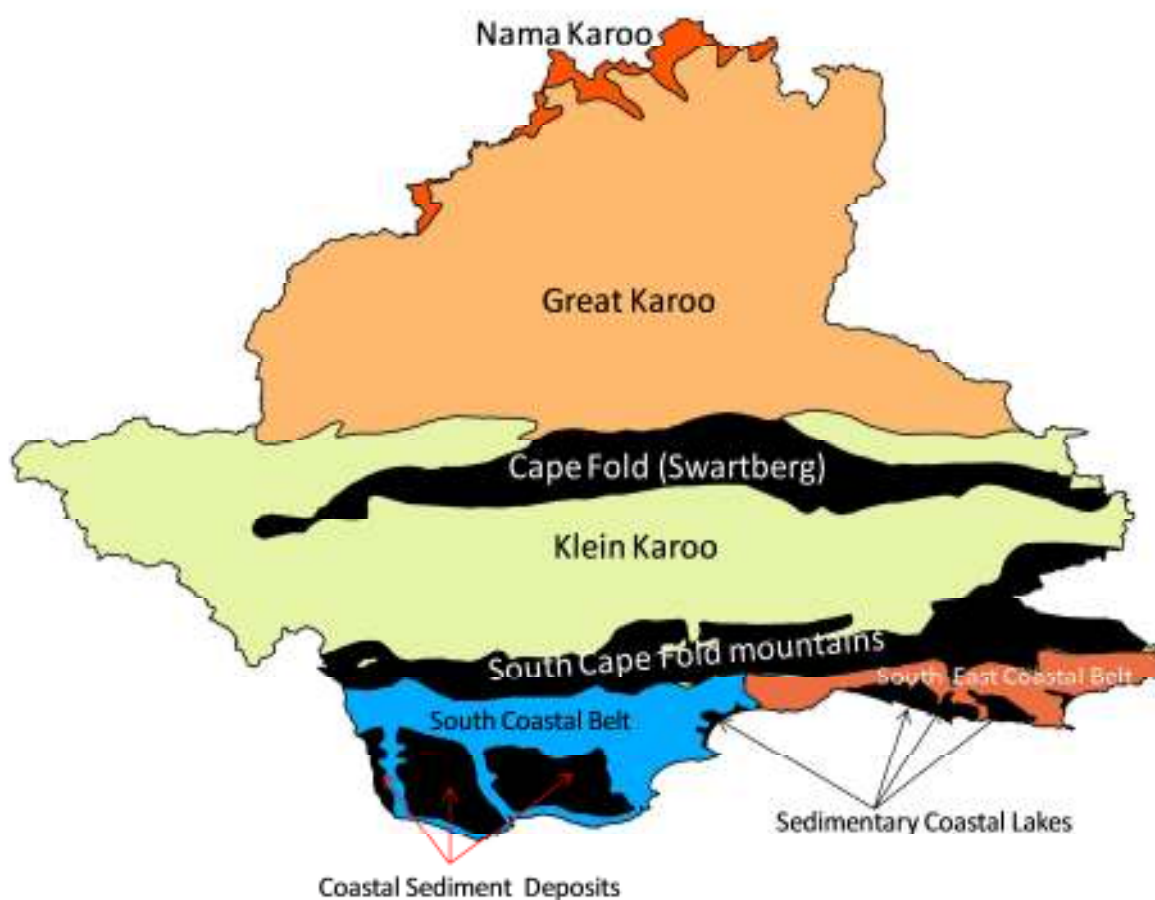 Nama Karoo
Great Karoo
Cape Fold (Swartberg)
Klein Karoo
South Cape Fold mountains
South East Coastal Belt
South Coastal Belt
Sedimentary Coastal Lakes
Coastal Sediment Deposits